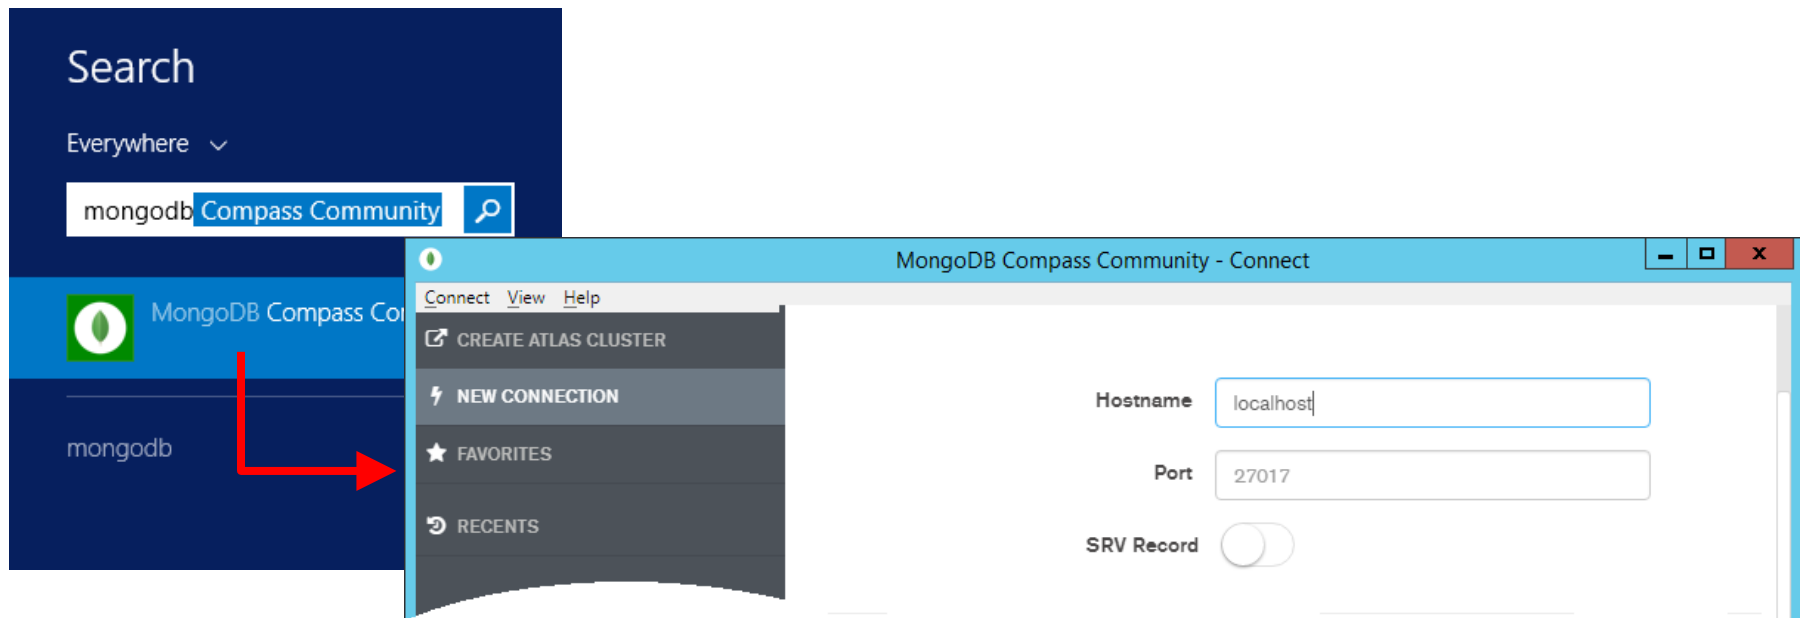 Search
Everywhere
mongodb Compass Community
MongoDB Compass Co
mongodb
MongoDB Compass Community - Connect
Connect View Help
CREATE ATLAS CLUSTER
NEW CONNECTION
FAVORITES
RECENTS
Hostname localhost
Port 27017
SRV Record